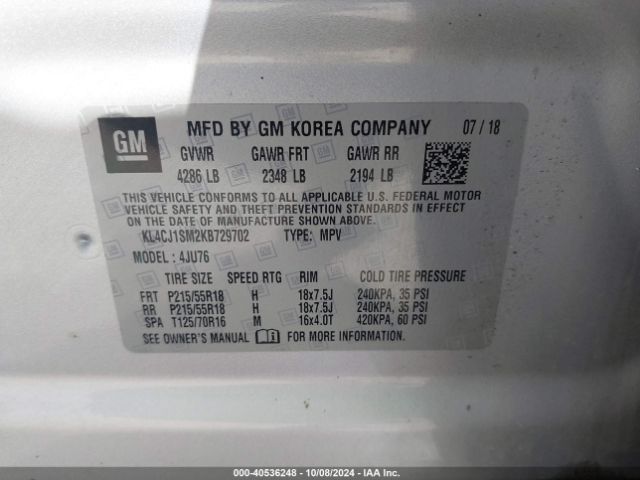 GM MFD BY GM KOREA COMPANY 07 / 18
GVWR GAWR FRT GAWR RR
4286 LB 2348 LB 2194 LB
THIS VEHICLE CONFORMS TO ALL APPLICABLE U.S. FEDERAL MOTOR
VEHICLE SAFETY AND THEFT PREVENTION STANDARDS IN EFFECT
ON THE DATE OF MANUFACTURE SHOWN ABOVE.
KL4CJ1SM2KB729702 TYPE: MPV
MODEL : 4JU76
TIRE SIZE SPEED RTG RIM COLD TIRE PRESSURE
FRT P215/55R18 H 18x7.5J 240KPA, 35 PSI
RR P215/55R18 H 18x7.5J 240KPA, 35 PSI
SPA T125/70R16 M 16x4.0T 420KPA, 60 PSI
SEE OWNER'S MANUAL FOR MORE INFORMATION
000-40536248 - 10/08/2024 - IAA Inc.